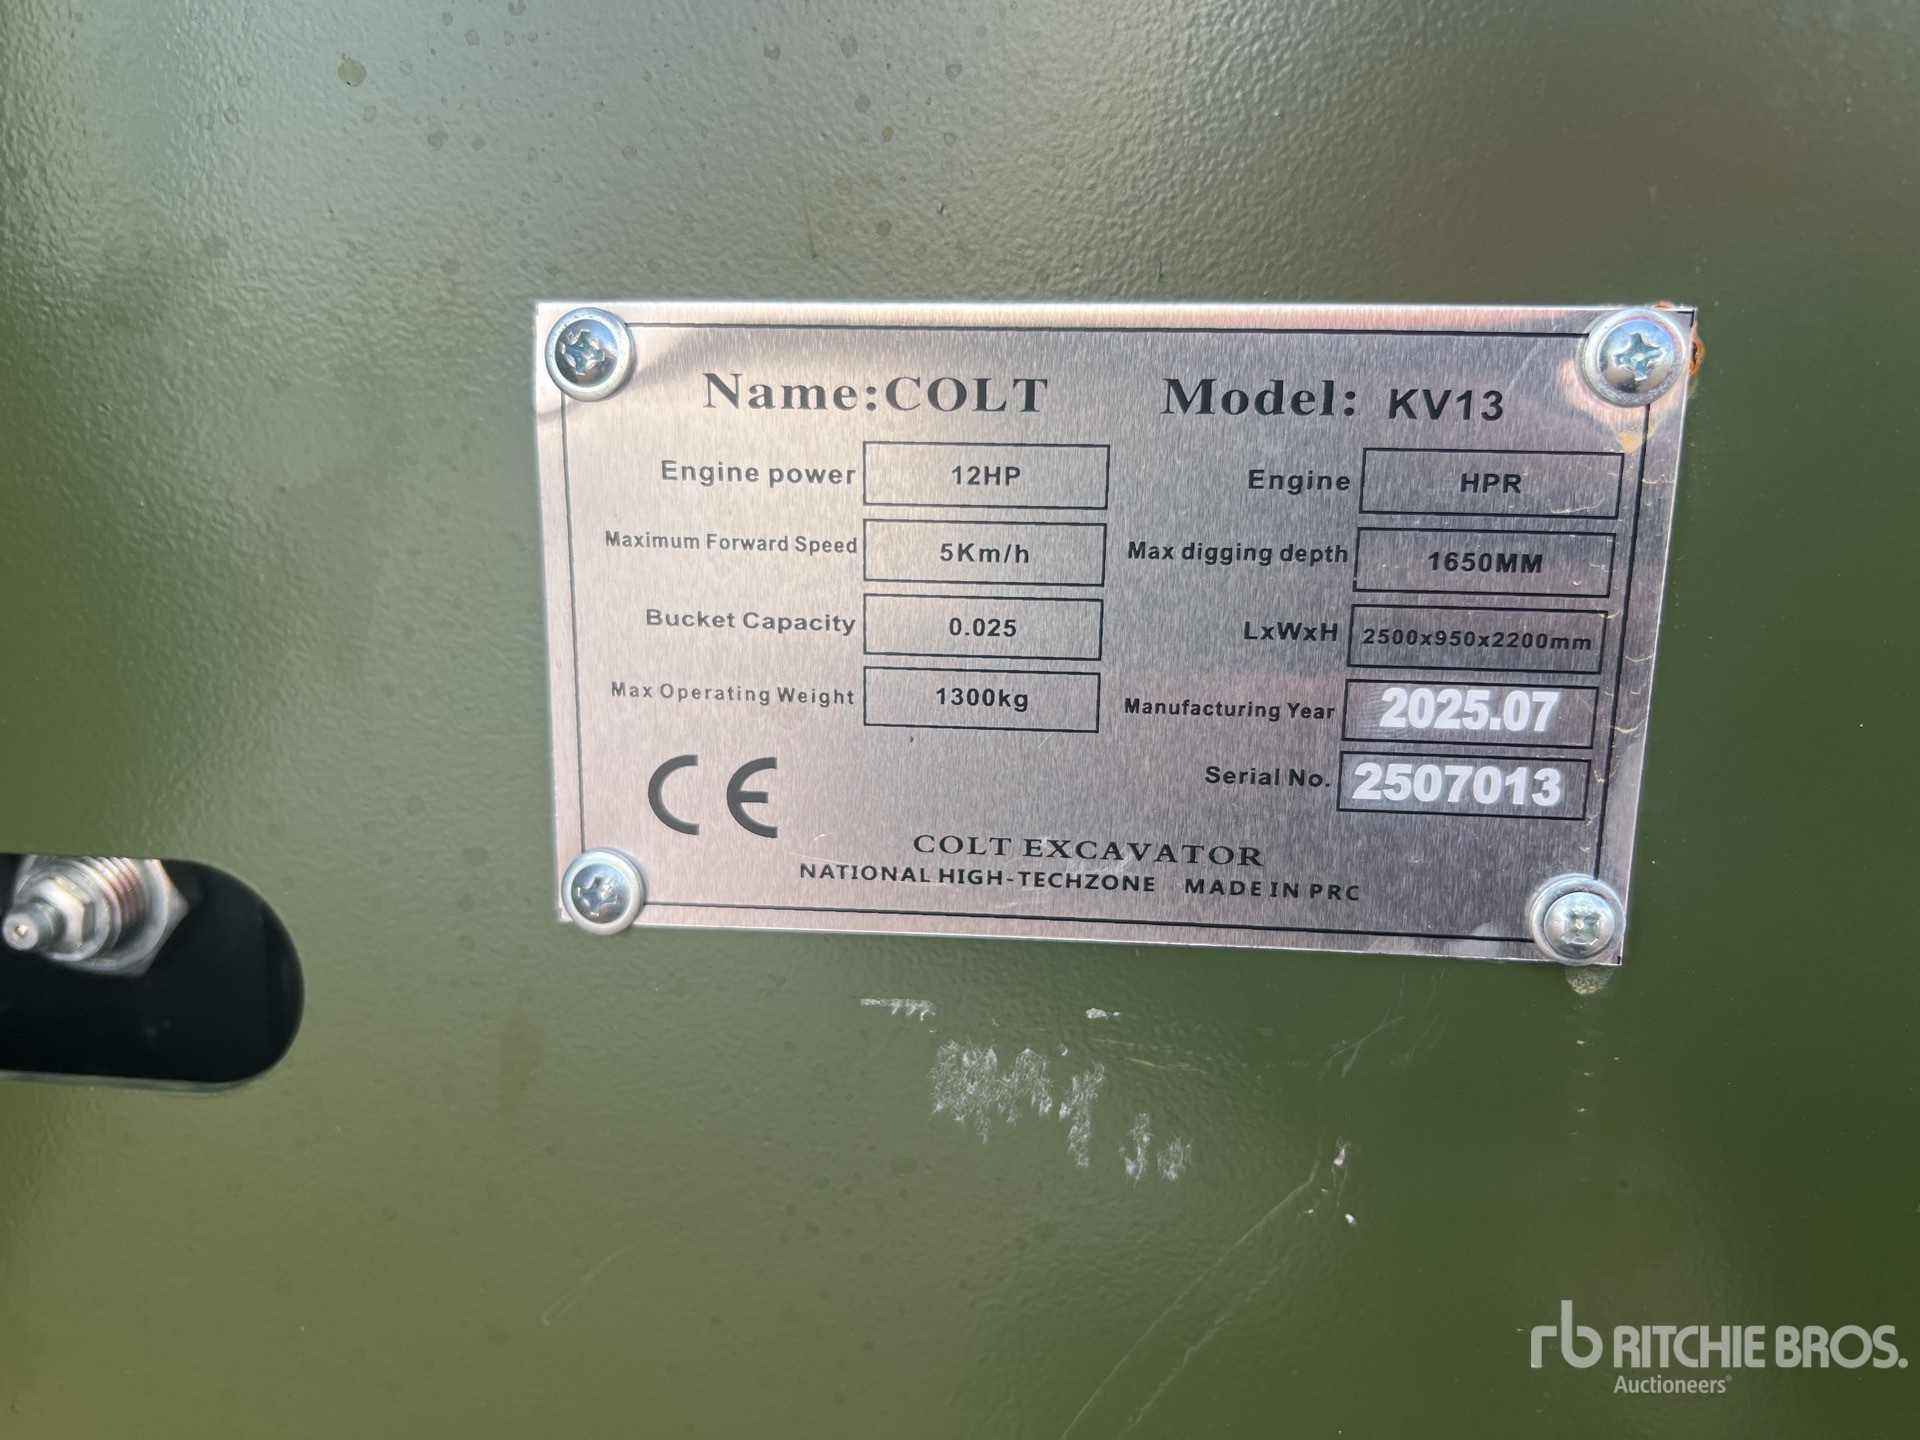 Name:COLT Model: KV13
Engine power 12HP Engine HPR
Maximum Forward Speed 5Km/h Max digging depth 1650MM
Bucket Capacity 0.025 LxWxH 2500x950x2200mm
Max Operating Weight 1300kg Manufacturing Year 2025.07
Serial No. 2507013
CE
COLT EXCAVATOR
NATIONAL HIGH-TECHZONE MADE IN PRC
rb RITCHIE BROS.
Auctioneers®